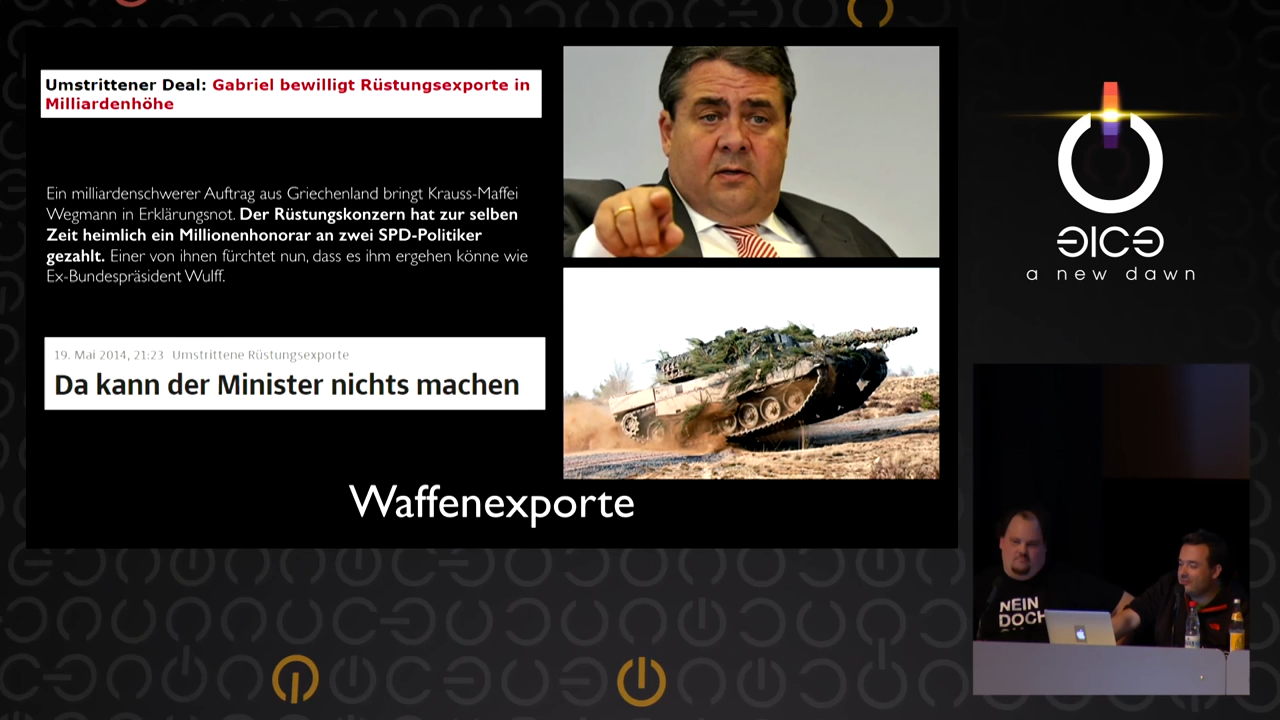 Umstrittener Deal: Gabriel bewilligt Rüstungsexporte in
Milliardenhöhe
Ein milliardenschwerer Auftrag aus Griechenland bringt Krauss-Maffei
Wegmann in Erklärungsnot. Der Rüstungskonzern hat zur selben
Zeit heimlich ein Millionenhonorar an zwei SPD-Politiker
gezahlt. Einer von ihnen fürchtet nun, dass es ihm ergehen könne wie
Ex-Bundespräsident Wulff.
19. Mai 2014, 21:23 Umstrittene Rüstungsexporte
Da kann der Minister nichts machen
Waffenexporte
a new dawn
NEIN
DOCH